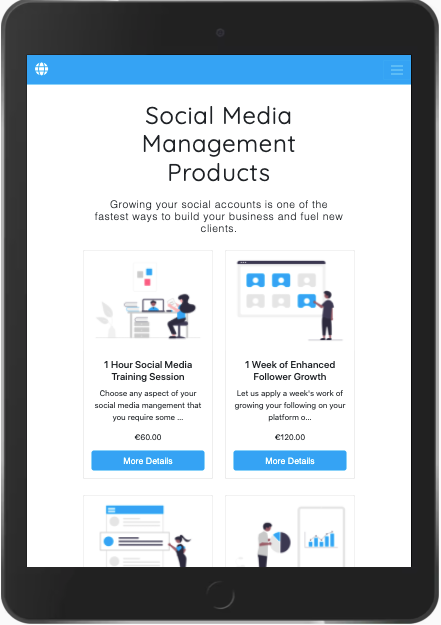 Social Media
Management
Products
Growing your social accounts is one of the
fastest ways to build your business and fuel new
clients.
1 Hour Social Media
Training Session
Choose any aspect of your
social media mangement that
you require some ...
€60.00
More Details
1 Week of Enhanced
Follower Growth
Let us apply a week's work of
growing your following on your
platform o...
€120.00
More Details